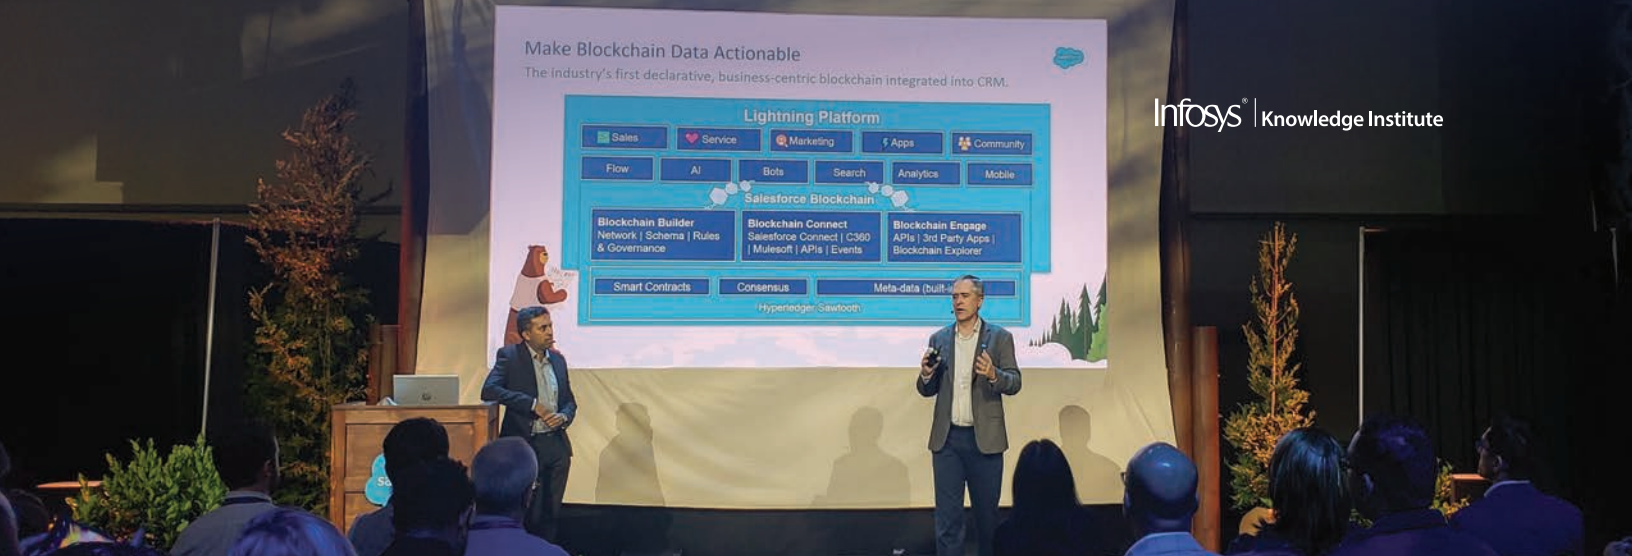 Make Blockchain Data Actionable
The industry's first declarative, business-centric blockchain integrated into CRM.
Infosys® | Knowledge Institute
Lightning Platform
Sales
Service
Marketing
Apps
Community
Flow
AI
Bots
Search
Analytics
Mobile
Salesforce Blockchain
Blockchain Builder
Network | Schema | Rules
& Governance
Blockchain Connect
Salesforce Connect | C360
| Mulesoft | APIs | Events
Blockchain Engage
APIs | 3rd Party Apps |
Blockchain Explorer
Smart Contracts
Consensus
Meta-data (built-
Hyperledger Sawtooth